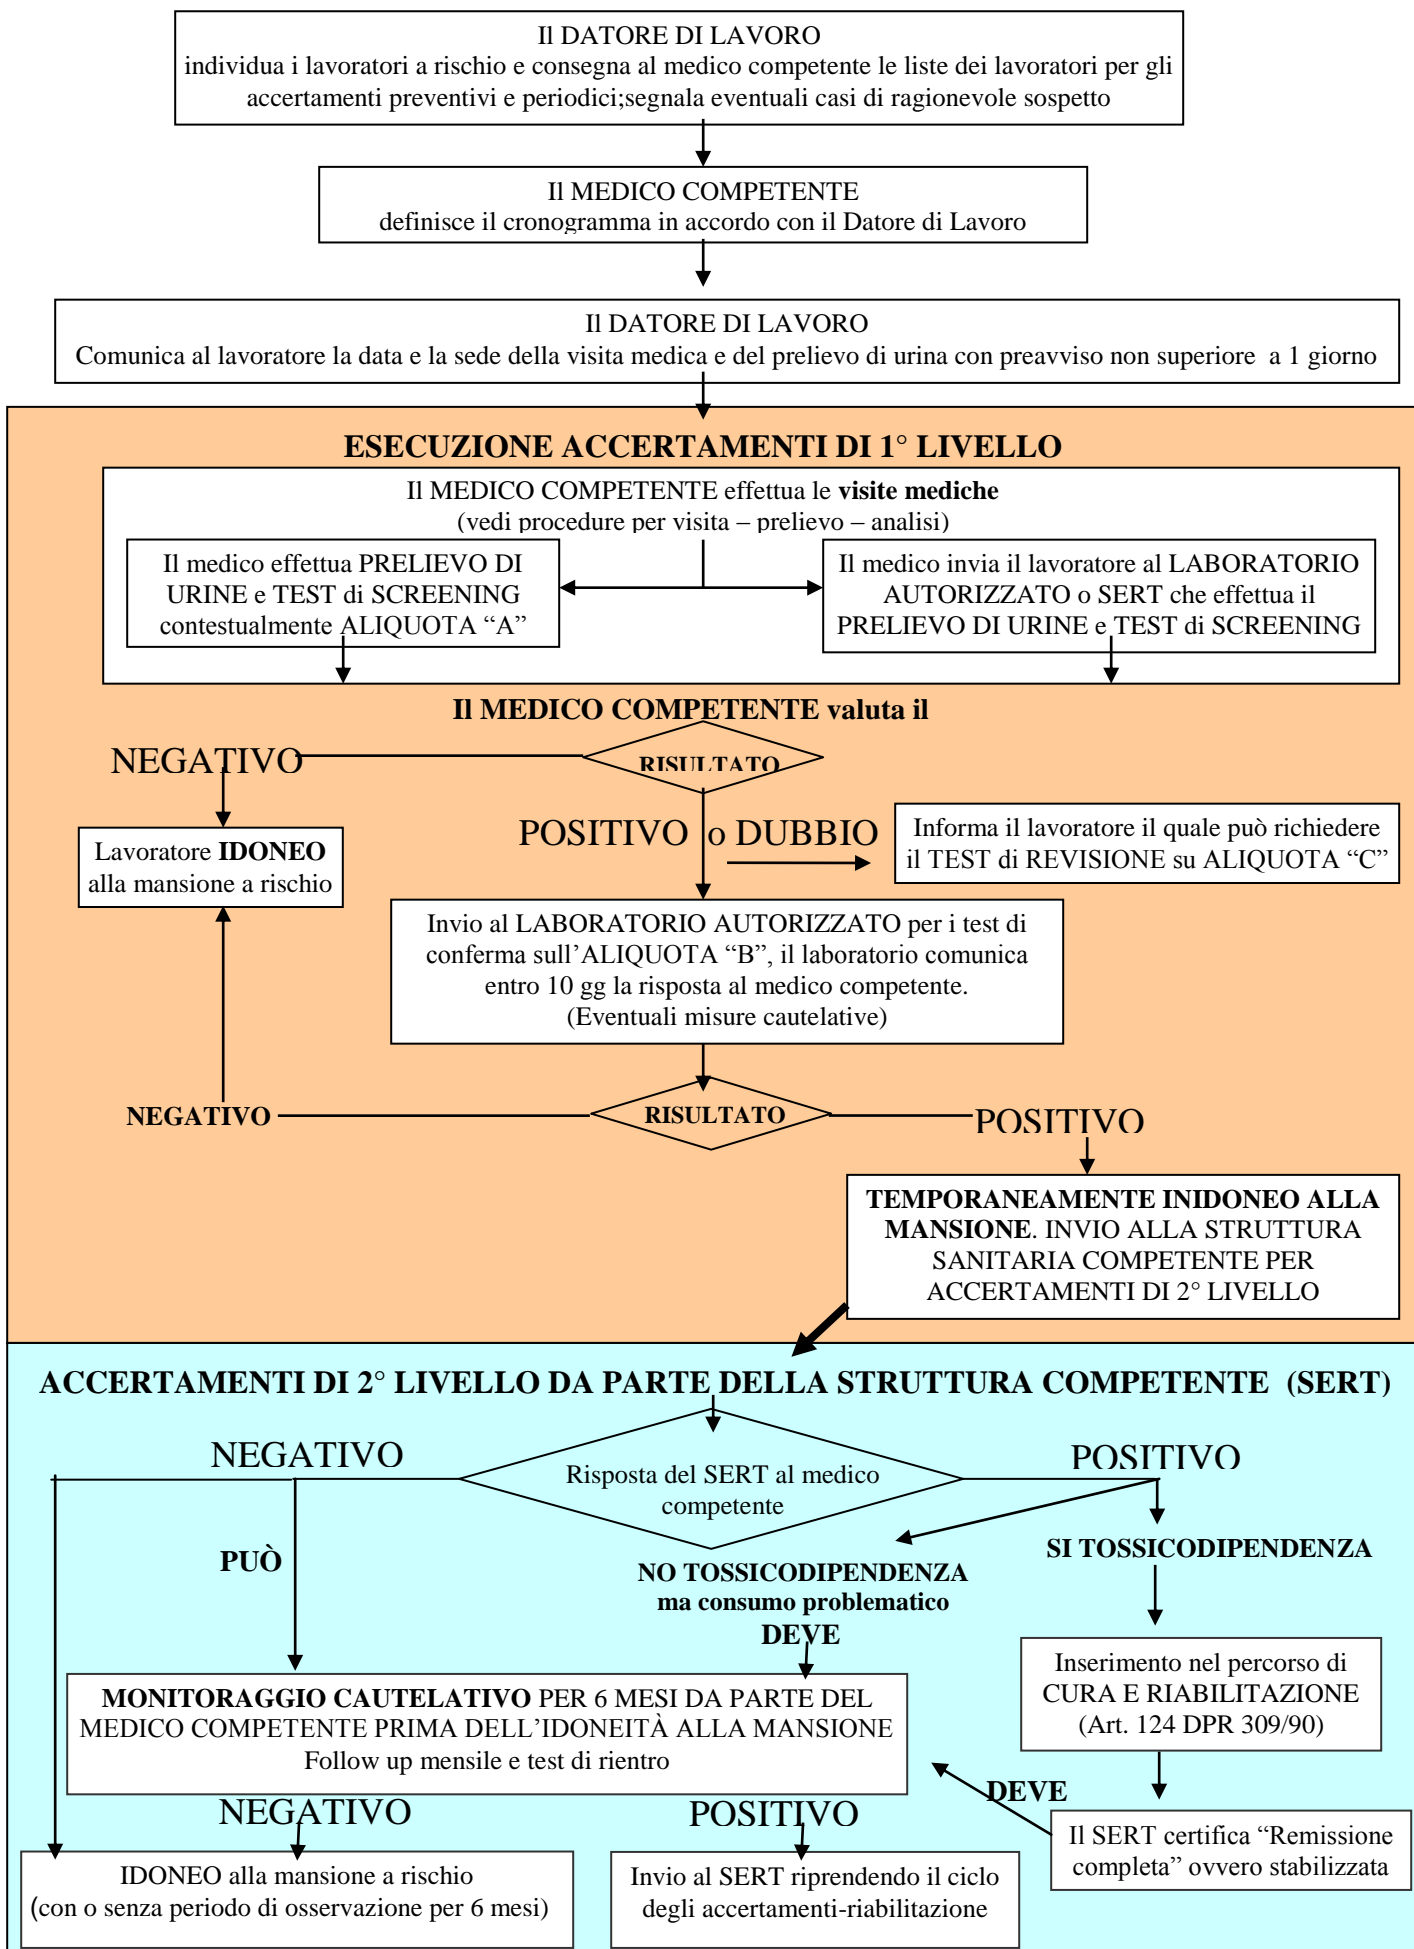 Il DATORE DI LAVORO
individua i lavoratori a rischio e consegna al medico competente le liste dei lavoratori per gli
accertamenti preventivi e periodici;segnala eventuali casi di ragionevole sospetto
Il MEDICO COMPETENTE
definisce il cronogramma in accordo con il Datore di Lavoro
Il DATORE DI LAVORO
Comunica al lavoratore la data e la sede della visita medica e del prelievo di urina con preavviso non superiore a 1 giorno
ESECUZIONE ACCERTAMENTI DI 1° LIVELLO
Il MEDICO COMPETENTE effettua le visite mediche
(vedi procedure per visita – prelievo – analisi)
Il medico effettua PRELIEVO DI
URINE e TEST di SCREENING
contestualmente ALIQUOTA “A”
Il medico invia il lavoratore al LABORATORIO
AUTORIZZATO o SERT che effettua il
PRELIEVO DI URINE e TEST di SCREENING
Il MEDICO COMPETENTE valuta il
RISULTATO
NEGATIVO
Lavoratore IDONEO
alla mansione a rischio
POSITIVO o DUBBIO
Informa il lavoratore il quale può richiedere
il TEST di REVISIONE su ALIQUOTA “C”
Invio al LABORATORIO AUTORIZZATO per i test di
conferma sull’ALIQUOTA “B”, il laboratorio comunica
entro 10 gg la risposta al medico competente.
(Eventuali misure cautelative)
NEGATIVO
RISULTATO
POSITIVO
TEMPORANEAMENTE INIDONEO ALLA
MANSIONE. INVIO ALLA STRUTTURA
SANITARIA COMPETENTE PER
ACCERTAMENTI DI 2° LIVELLO
ACCERTAMENTI DI 2° LIVELLO DA PARTE DELLA STRUTTURA COMPETENTE (SERT)
NEGATIVO
Risposta del SERT al medico
competente
POSITIVO
PUÒ
NO TOSSICODIPENDENZA
ma consumo problematico
DEVE
SI TOSSICODIPENDENZA
Inserimento nel percorso di
CURA E RIABILITAZIONE
(Art. 124 DPR 309/90)
MONITORAGGIO CAUTELATIVO PER 6 MESI DA PARTE DEL
MEDICO COMPETENTE PRIMA DELL’IDONEITÀ ALLA MANSIONE
Follow up mensile e test di rientro
DEVE
Il SERT certifica “Remissione
completa” ovvero stabilizzata
NEGATIVO
POSITIVO
IDONEO alla mansione a rischio
(con o senza periodo di osservazione per 6 mesi)
Invio al SERT riprendendo il ciclo
degli accertamenti-riabilitazione